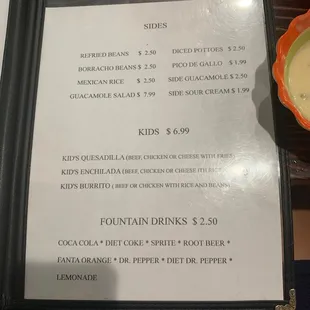 SIDES
REFRIED BEANS $ 2.50 DICED POTTOES $ 2.50
BORRACHO BEANS $ 2.50 PICO DE GALLO $ 1.99
MEXICAN RICE $ 2.50 SIDE GUACAMOLE $ 2.50
GUACAMOLE SALAD $ 7.99 SIDE SOUR CREAM $ 1.99
KIDS $ 6.99
KID'S QUESADILLA (BEEF, CHICKEN OR CHEESE WITH FRIES
KID'S ENCHILADA (BEEF, CHICKEN OR CHEESE
KID'S BURRITO ( BEEF OR CHICKEN WITH RICE AND BEANS)
FOUNTAIN DRINKS $ 2.50
COCA COLA * DIET COKE * SPRITE * ROOT BEER *
FANTA ORANGE * DR. PEPPER * DIET DR. PEPPER *
LEMONADE